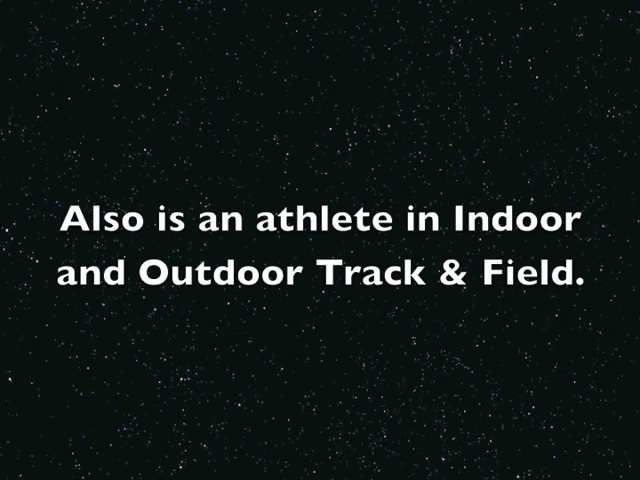 Also is an athlete in Indoor
and Outdoor Track & Field.